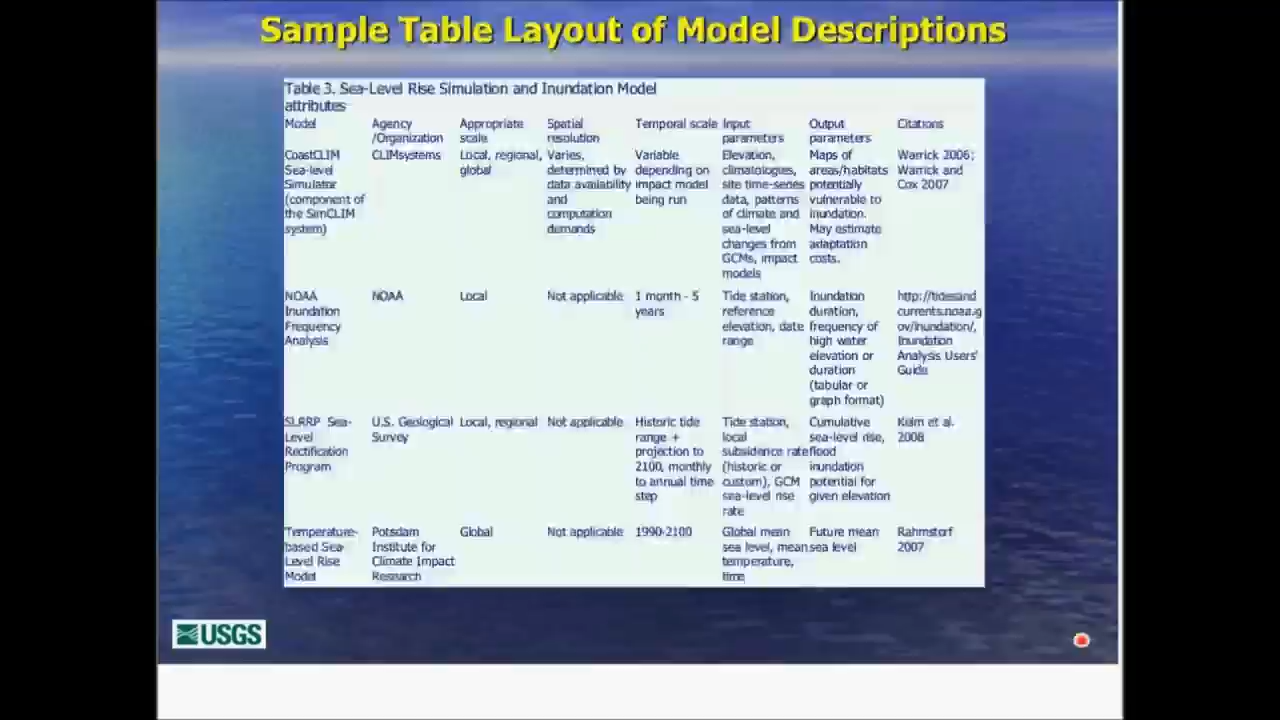 Sample Table Layout of Model Descriptions
Table 3. Sea-Level Rise Simulation and Inundation Model
attributes
Model Agency /Organization Appropriate scale Spatial resolution Temporal scale Input parameters Output parameters Citations
CoastCLIM Sea-level Simulator (component of the SimCLIM system) CLIMsystems Local, regional, global Varies, determined by data availability and computation demands Variable depending on impact model being run Elevation, climatologies, site time-series data, patterns of climate and sea-level changes from GCMs, impact models Maps of areas/habitats potentially vulnerable to inundation. May estimate adaptation costs. Warrick 2006; Warrick and Cox 2007
NOAA Inundation Frequency Analysis NOAA Local Not applicable 1 month - 5 years Tide station, reference elevation, date range Inundation duration, frequency of high water elevation or duration (tabular or graph format) http://tidesand currents.noaa.g ov/inundation/, Inundation Analysis Users' Guide
SLRRP Sea-Level Rectification Program U.S. Geological Survey Local, regional Not applicable Historic tide range + projection to 2100, monthly to annual time step Tide station, local subsidence rate (historic or custom), GCM sea-level rise rate Cumulative sea-level rise, flood inundation potential for given elevation Keim et al. 2008
Temperature-based Sea-Level Rise Model Potsdam Institute for Climate Impact Research Global Not applicable 1990-2100 Global mean sea level, mean temperature, time Future mean sea level Rahmstorf 2007
USGS